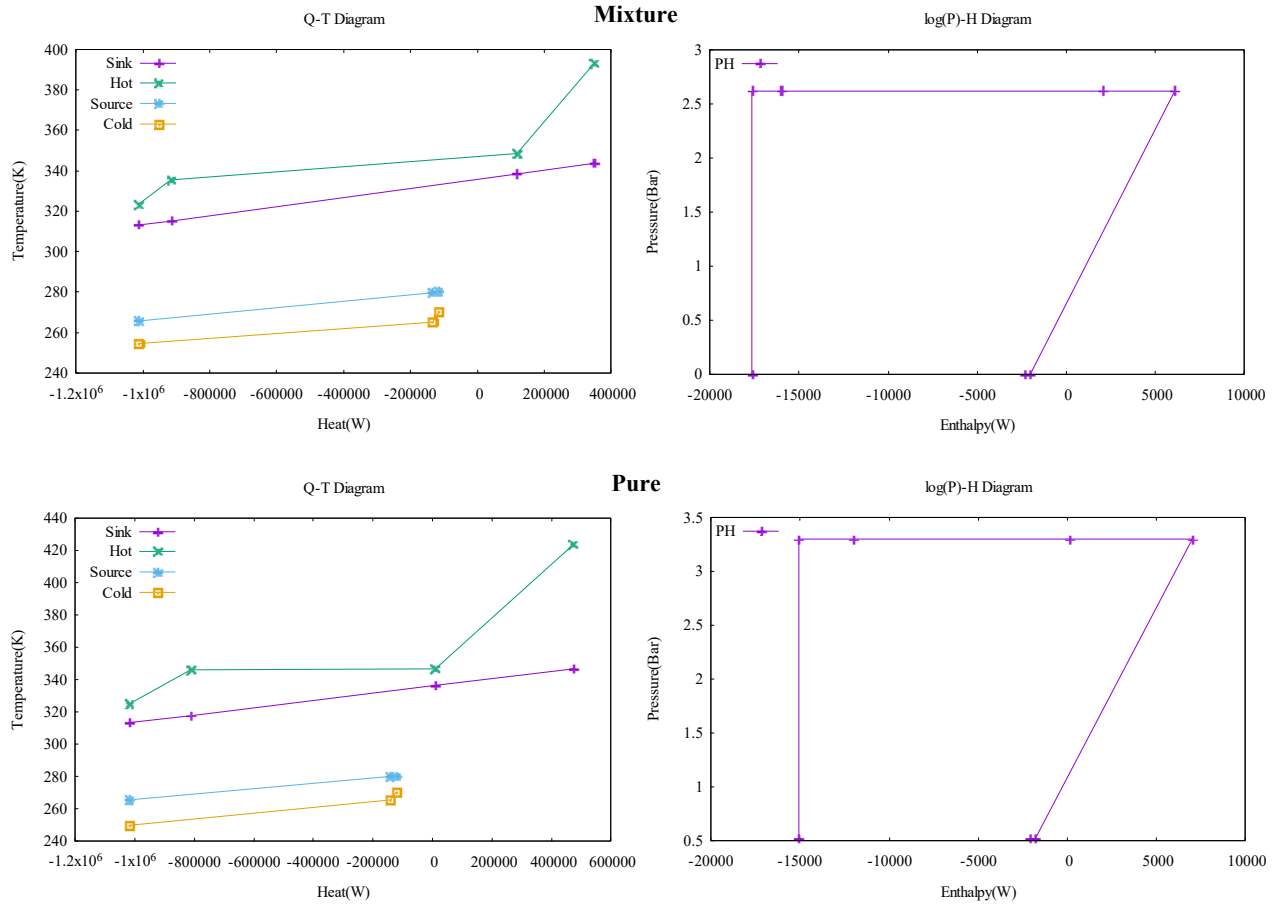 Mixture
Q-T Diagram
Sink
Hot
Source
Cold
400
380
360
340
320
300
280
260
240
Temperature(K)
-1.2x10⁶ -1x10⁶ -800000 -600000 -400000 -200000 0 200000 400000
Heat(W)
log(P)-H Diagram
PH
3
2.5
2
1.5
1
0.5
0
Pressure(Bar)
-20000 -15000 -10000 -5000 0 5000 10000
Enthalpy(W)
Pure
Q-T Diagram
Sink
Hot
Source
Cold
440
420
400
380
360
340
320
300
280
260
240
Temperature(K)
-1.2x10⁶ -1x10⁶ -800000 -600000 -400000 -200000 0 200000 400000 600000
Heat(W)
log(P)-H Diagram
PH
3.5
3
2.5
2
1.5
1
0.5
Pressure(Bar)
-20000 -15000 -10000 -5000 0 5000 10000
Enthalpy(W)